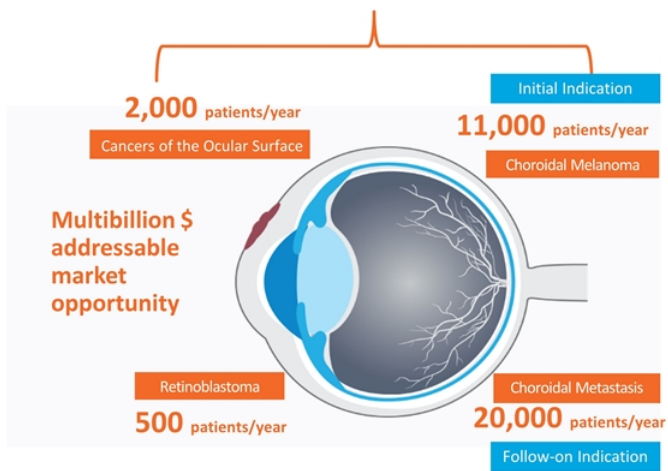 2,000 patients/year
Cancers of the Ocular Surface
Initial Indication
11,000 patients/year
Choroidal Melanoma
Multibillion $
addressable
market
opportunity
Retinoblastoma
500 patients/year
Choroidal Metastasis
20,000 patients/year
Follow-on Indication